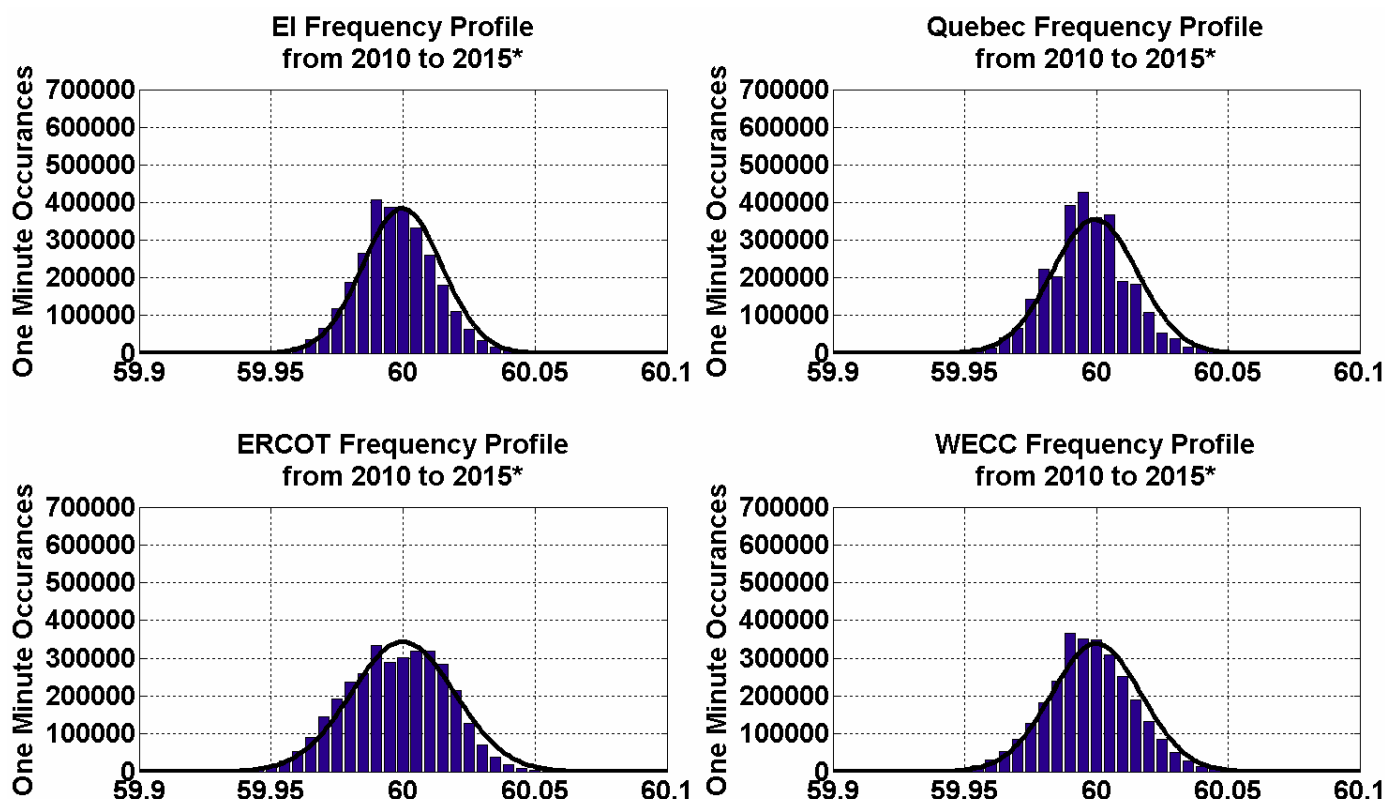 EI Frequency Profile
from 2010 to 2015*
One Minute Occurances
700000
600000
500000
400000
300000
200000
100000
0
59.9 59.95 60 60.05 60.1
Quebec Frequency Profile
from 2010 to 2015*
One Minute Occurances
700000
600000
500000
400000
300000
200000
100000
0
59.9 59.95 60 60.05 60.1
ERCOT Frequency Profile
from 2010 to 2015*
One Minute Occurances
700000
600000
500000
400000
300000
200000
100000
0
59.9 59.95 60 60.05 60.1
WECC Frequency Profile
from 2010 to 2015*
One Minute Occurances
700000
600000
500000
400000
300000
200000
100000
0
59.9 59.95 60 60.05 60.1